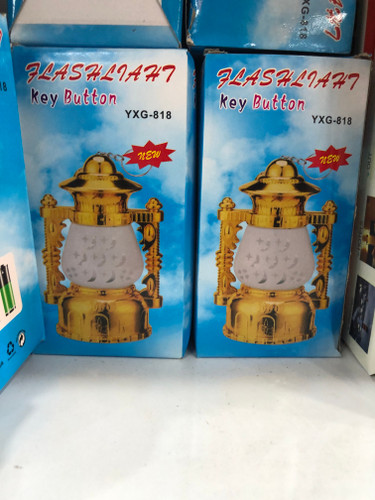 FLASHLIAHT
Key Button
YXG-818
NEW
FLASHLIAHT
Key Button
YXG-818
NEW